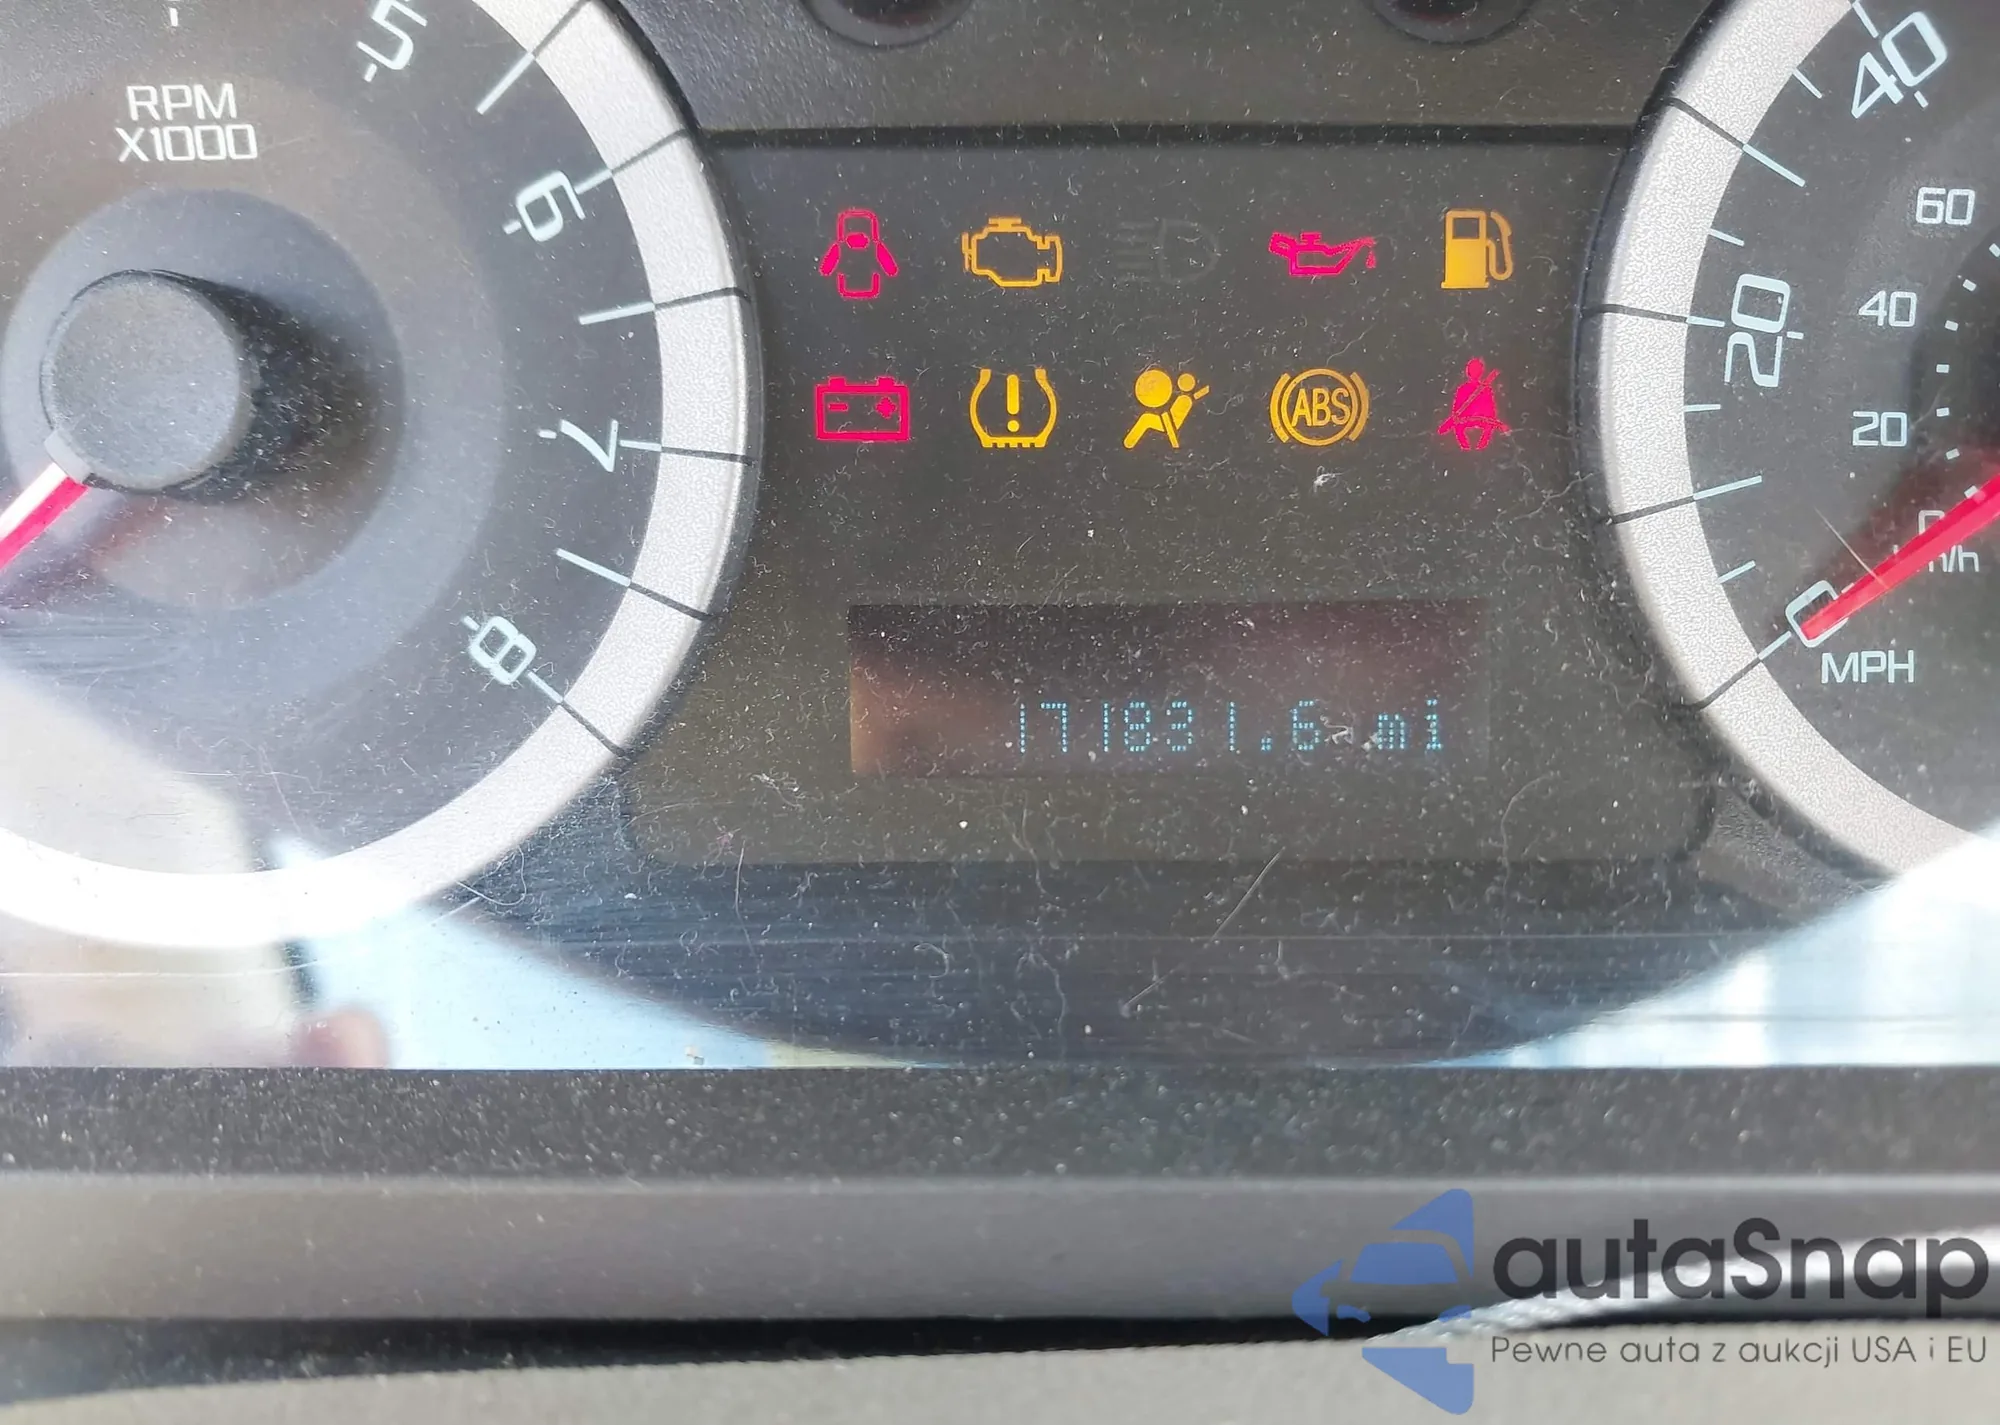 RPM
X1000
5
6
7
8
ABS
171831.6 mi
40
20
0
MPH
60
40
20
autaSnap
Pewne auta z aukcji USA i EU